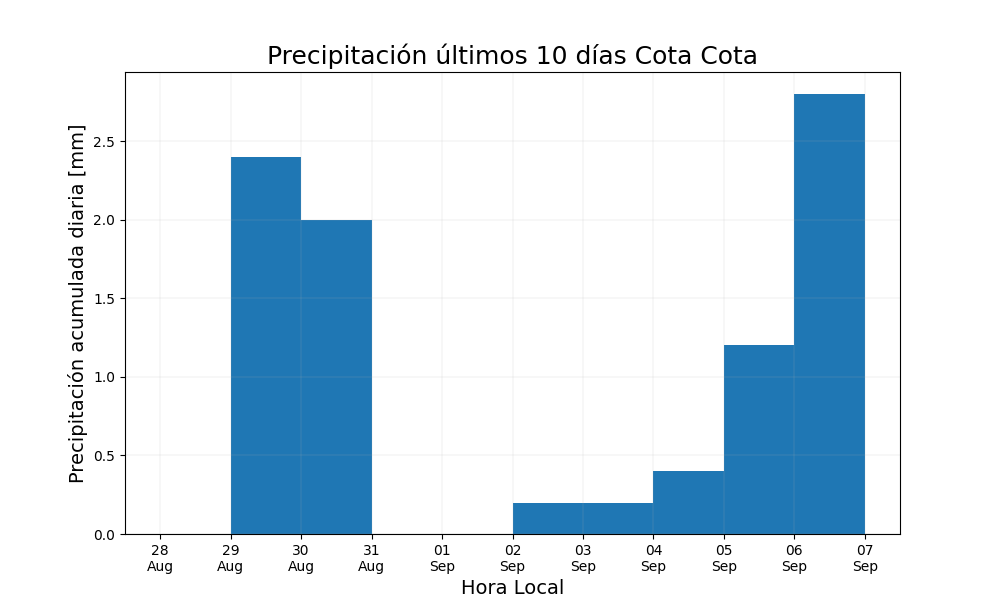 Precipitación últimos 10 días Cota Cota
Precipitación acumulada diaria [mm]
2.5
2.0
1.5
1.0
0.5
0.0
28 29 30 31 01 02 03 04 05 06 07
Aug Aug Aug Aug Sep Sep Sep Sep Sep Sep Sep
Hora Local